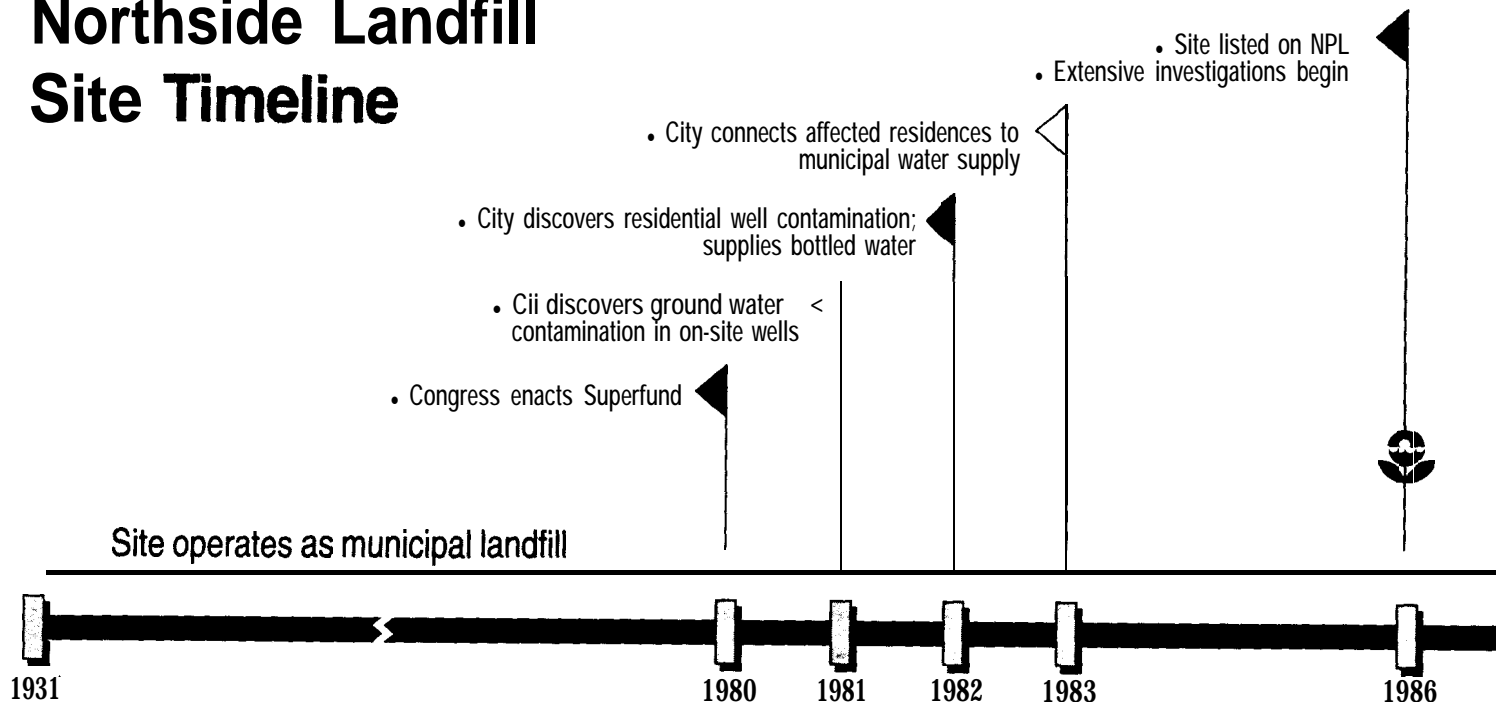 Northside Landfill
Site Timeline
• Site listed on NPL
• Extensive investigations begin
• City connects affected residences to
municipal water supply
• City discovers residential well contamination;
supplies bottled water
• Cii discovers ground water <
contamination in on-site wells
• Congress enacts Superfund
Site operates as municipal landfill
1931
1980
1981
1982
1983
1986